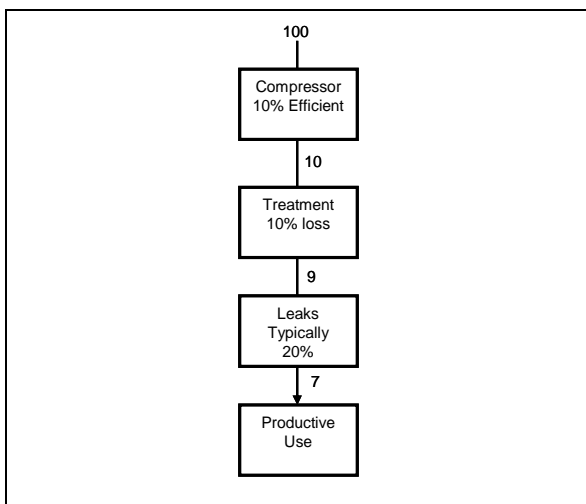 100
Compressor
10% Efficient
10
Treatment
10% loss
9
Leaks
Typically
20%
7
Productive
Use